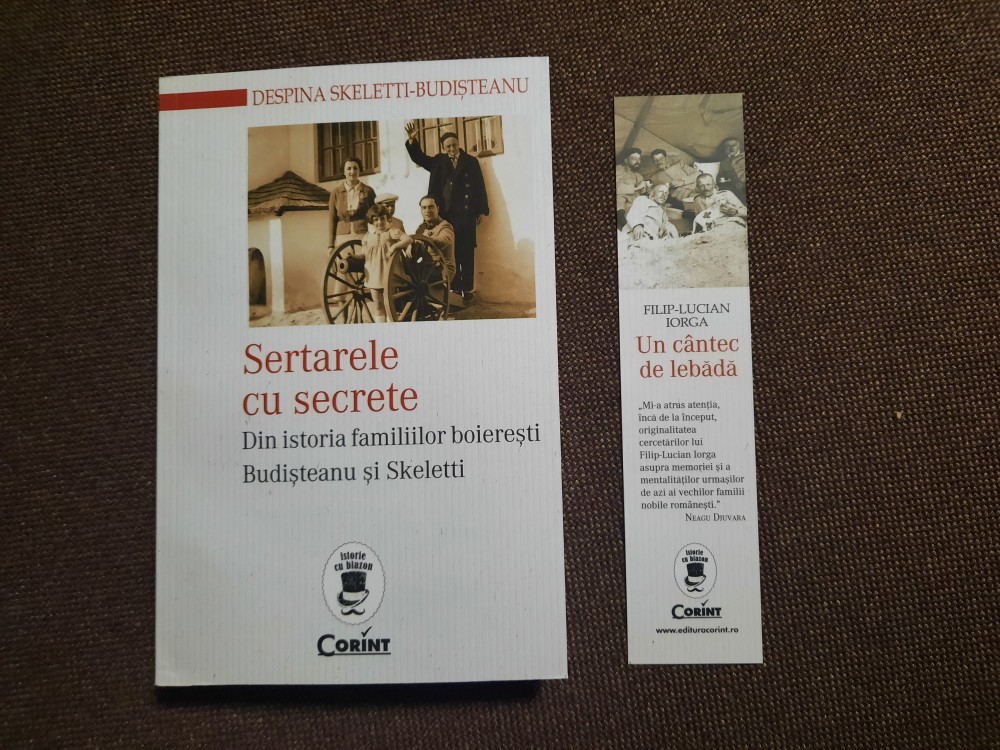 DESPINA SKELETTI-BUDIȘTEANU
Sertarele
cu secrete
Din istoria familiilor boierești
Budișteanu și Skeletti
istorie
cu blazon
CORINT
FILIP-LUCIAN
IORGA
Un cântec
de lebădă
„Mi-a atras atenția,
încă de la început,
originalitatea
cercetărilor lui
Filip-Lucian Iorga
asupra memoriei și a
mentalităților urmașilor
de azi ai vechilor familii
nobile românești.”
NEAGU DJUVARA
istorie
cu blazon
CORINT
www.edituracorint.ro